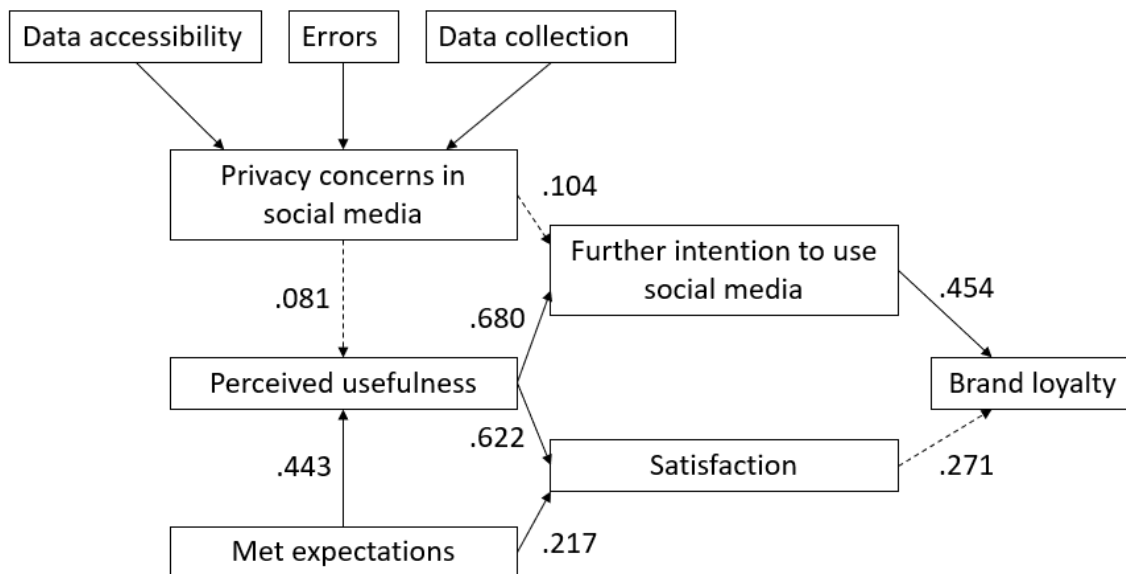 Data accessibility
Errors
Data collection
Privacy concerns in
social media
.104
Further intention to use
social media
.081
.454
.680
Perceived usefulness
Brand loyalty
.622
.443
Satisfaction
.271
Met expectations
.217